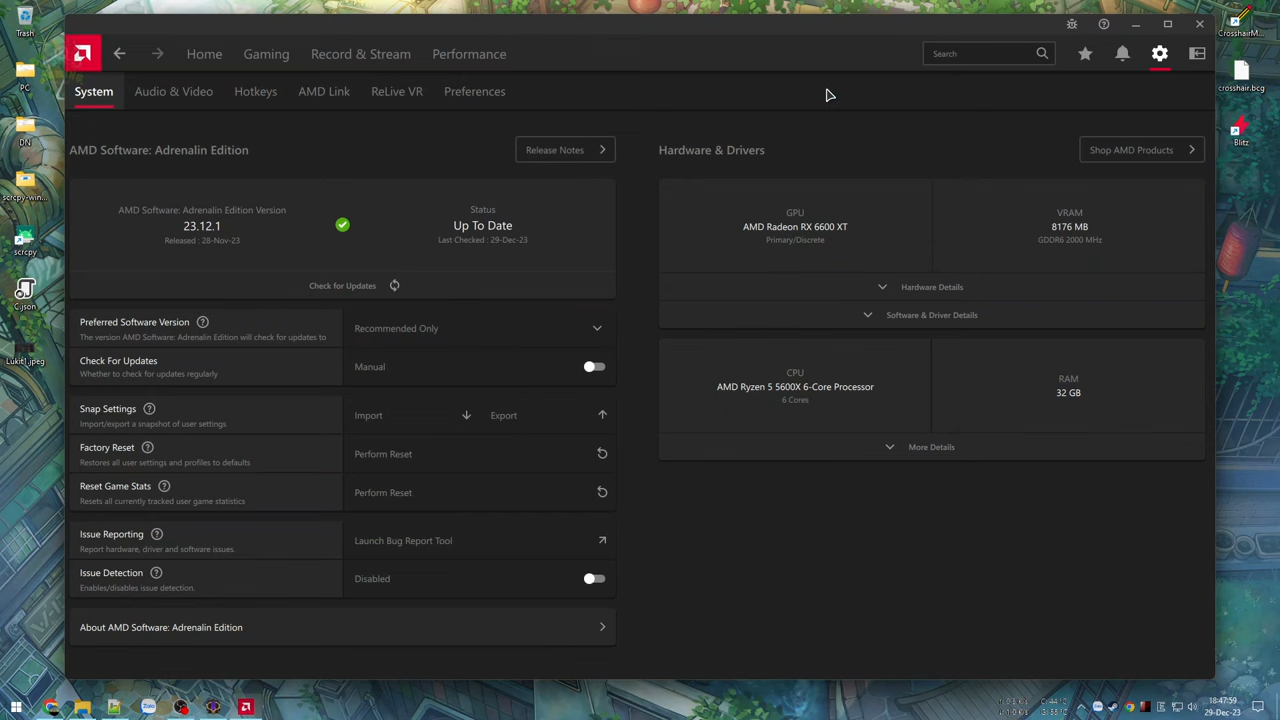 Trash
PC
DN
scrcpy-win...
scrcpy
C.json
Lukit1.jpeg
CrosshairM...
crosshair.bcg
Blitz
Home
Gaming
Record & Stream
Performance
Search
System
Audio & Video
Hotkeys
AMD Link
ReLive VR
Preferences
AMD Software: Adrenalin Edition
Release Notes
AMD Software: Adrenalin Edition Version
23.12.1
Released : 28-Nov-23
Status
Up To Date
Last Checked : 29-Dec-23
Check for Updates
Preferred Software Version
The version AMD Software: Adrenalin Edition will check for updates to
Recommended Only
Check For Updates
Whether to check for updates regularly
Manual
Snap Settings
Import/export a snapshot of user settings
Import
Export
Factory Reset
Restores all user settings and profiles to defaults
Perform Reset
Reset Game Stats
Resets all currently tracked user game statistics
Perform Reset
Issue Reporting
Report hardware, driver and software issues.
Launch Bug Report Tool
Issue Detection
Enables/disables issue detection.
Disabled
About AMD Software: Adrenalin Edition
Hardware & Drivers
Shop AMD Products
GPU
AMD Radeon RX 6600 XT
Primary/Discrete
VRAM
8176 MB
GDDR6 2000 MHz
Hardware Details
Software & Driver Details
CPU
AMD Ryzen 5 5600X 6-Core Processor
6 Cores
RAM
32 GB
More Details
Zalo
18:47:59
29-Dec-23